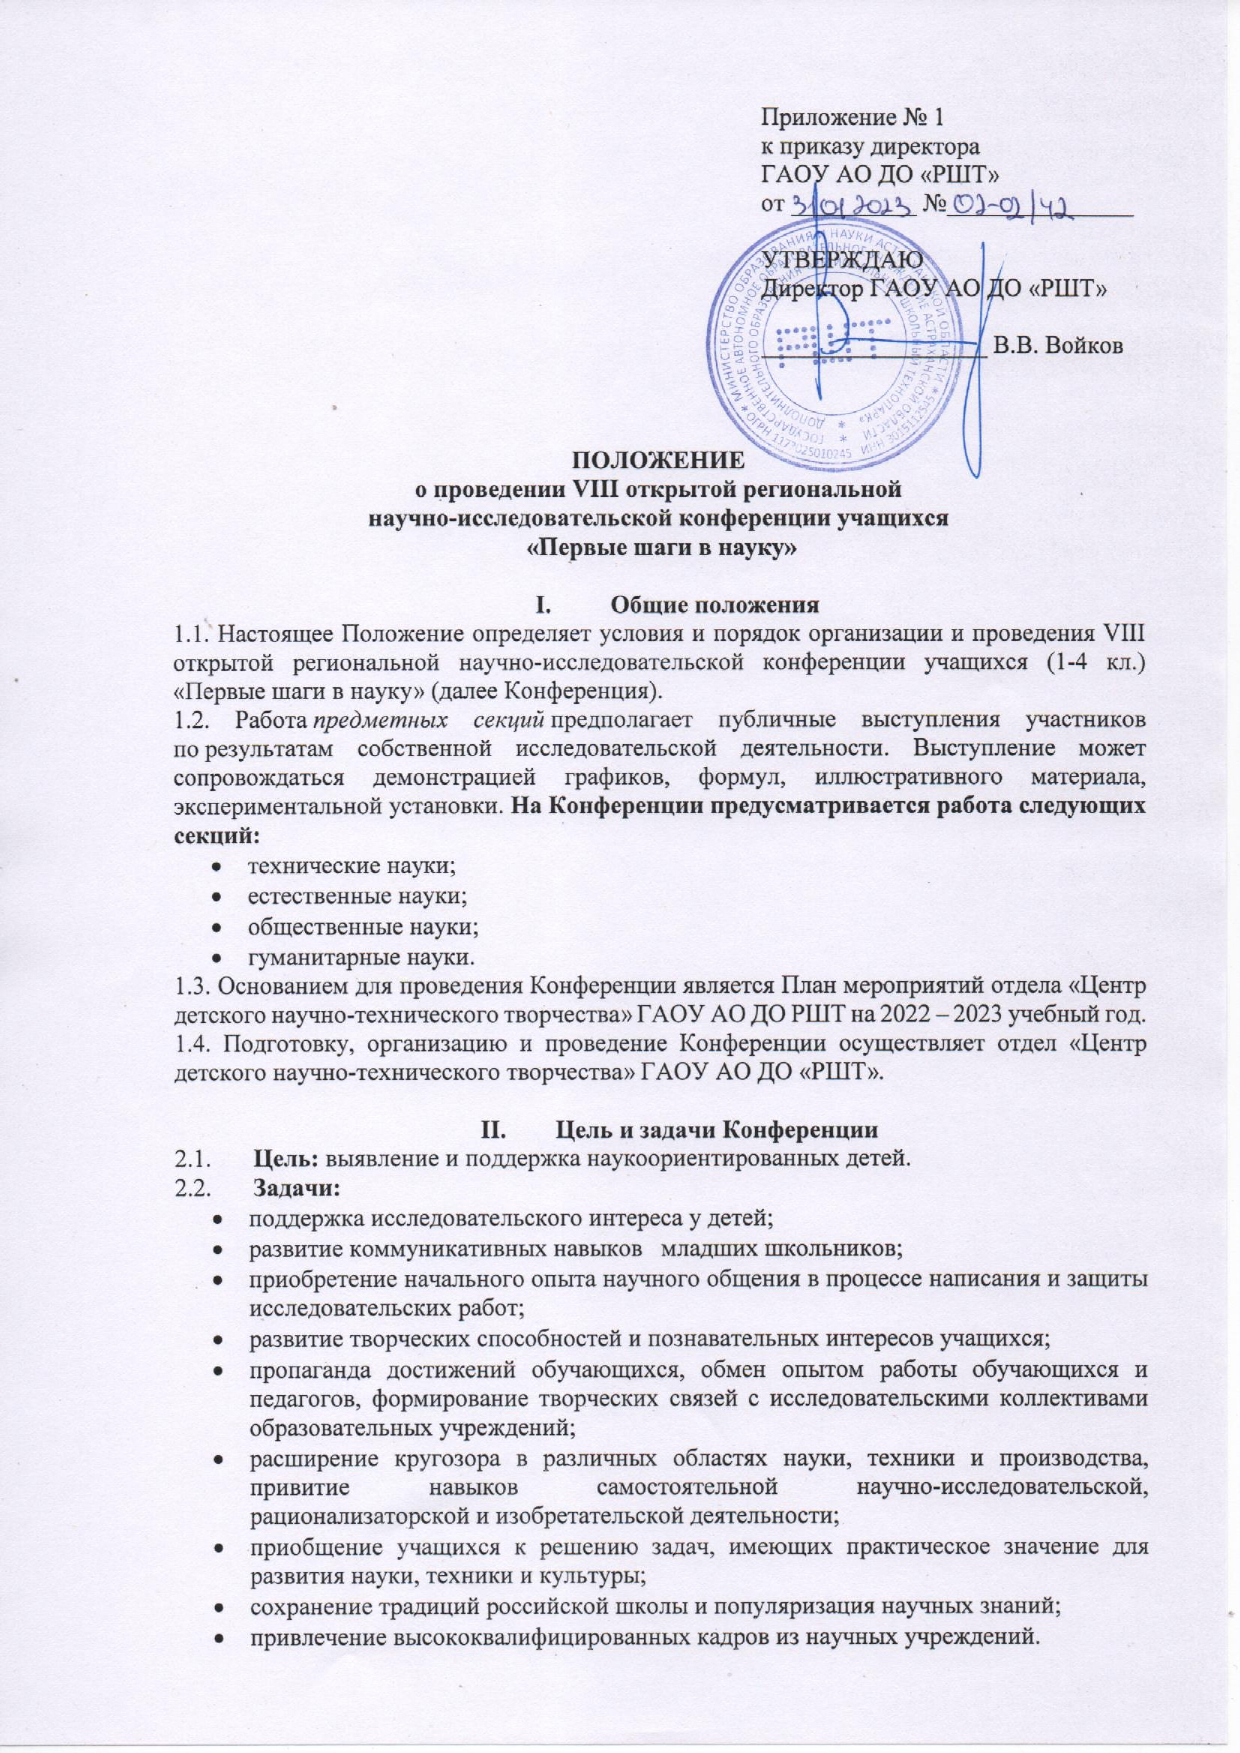 Приложение № 1
к приказу директора
ГАОУ АО ДО «РШТ»
от 31012023 № 02-02/42
УТВЕРЖДАЮ
Директор ГАОУ АО ДО «РШТ»
В.В. Войков
ПОЛОЖЕНИЕ
о проведении VIII открытой региональной
научно-исследовательской конференции учащихся
«Первые шаги в науку»
I. Общие положения
1.1. Настоящее Положение определяет условия и порядок организации и проведения VIII
открытой региональной научно-исследовательской конференции учащихся (1-4 кл.)
«Первые шаги в науку» (далее Конференция).
1.2. Работа предметных секций предполагает публичные выступления участников
по результатам собственной исследовательской деятельности. Выступление может
сопровождаться демонстрацией графиков, формул, иллюстративного материала,
экспериментальной установки. На Конференции предусматривается работа следующих
секций:
• технические науки;
• естественные науки;
• общественные науки;
• гуманитарные науки.
1.3. Основанием для проведения Конференции является План мероприятий отдела «Центр
детского научно-технического творчества» ГАОУ АО ДО РШТ на 2022 – 2023 учебный год.
1.4. Подготовку, организацию и проведение Конференции осуществляет отдел «Центр
детского научно-технического творчества» ГАОУ АО ДО «РШТ».
II. Цель и задачи Конференции
2.1. Цель: выявление и поддержка наукоориентированных детей.
2.2. Задачи:
• поддержка исследовательского интереса у детей;
• развитие коммуникативных навыков младших школьников;
• приобретение начального опыта научного общения в процессе написания и защиты
исследовательских работ;
• развитие творческих способностей и познавательных интересов учащихся;
• пропаганда достижений обучающихся, обмен опытом работы обучающихся и
педагогов, формирование творческих связей с исследовательскими коллективами
образовательных учреждений;
• расширение кругозора в различных областях науки, техники и производства,
привитие навыков самостоятельной научно-исследовательской,
рационализаторской и изобретательской деятельности;
• приобщение учащихся к решению задач, имеющих практическое значение для
развития науки, техники и культуры;
• сохранение традиций российской школы и популяризация научных знаний;
• привлечение высококвалифицированных кадров из научных учреждений.